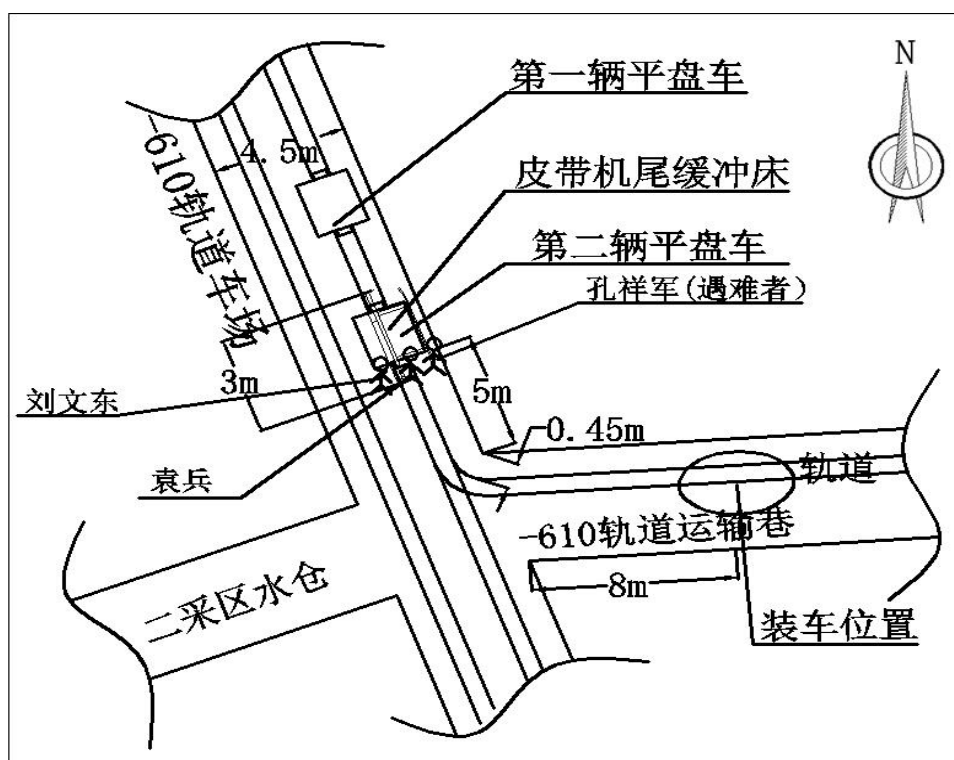 N
第一辆平盘车
4.5m
-610轨道车场
皮带机尾缓冲床
第二辆平盘车
孔祥军(遇难者)
3m
刘文东
5m
0.45m
袁兵
轨道
-610轨道运输巷
8m
二采区水仓
装车位置